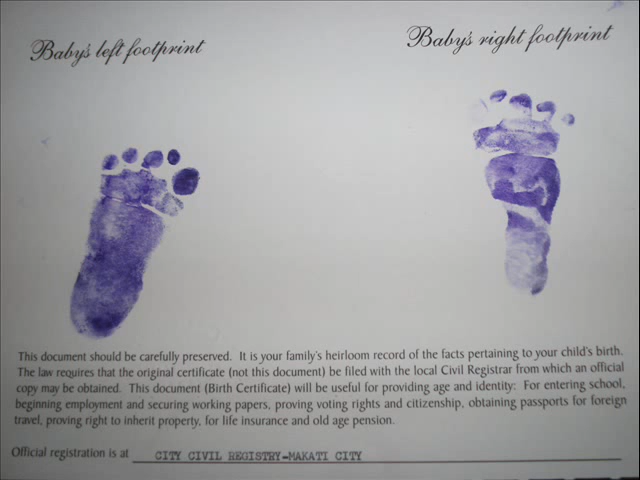 Baby's left footprint
Baby's right footprint
This document should be carefully preserved. It is your family's heirloom record of the facts pertaining to your child's birth.
The law requires that the original certificate (not this document) be filed with the local Civil Registrar from which an official
copy may be obtained. This document (Birth Certificate) will be useful for providing age and identity: For entering school,
beginning employment and securing working papers, proving voting rights and citizenship, obtaining passports for foreign
travel, proving right to inherit property, for life insurance and old age pension.
Official registration is at CITY CIVIL REGISTRY-MAKATI CITY